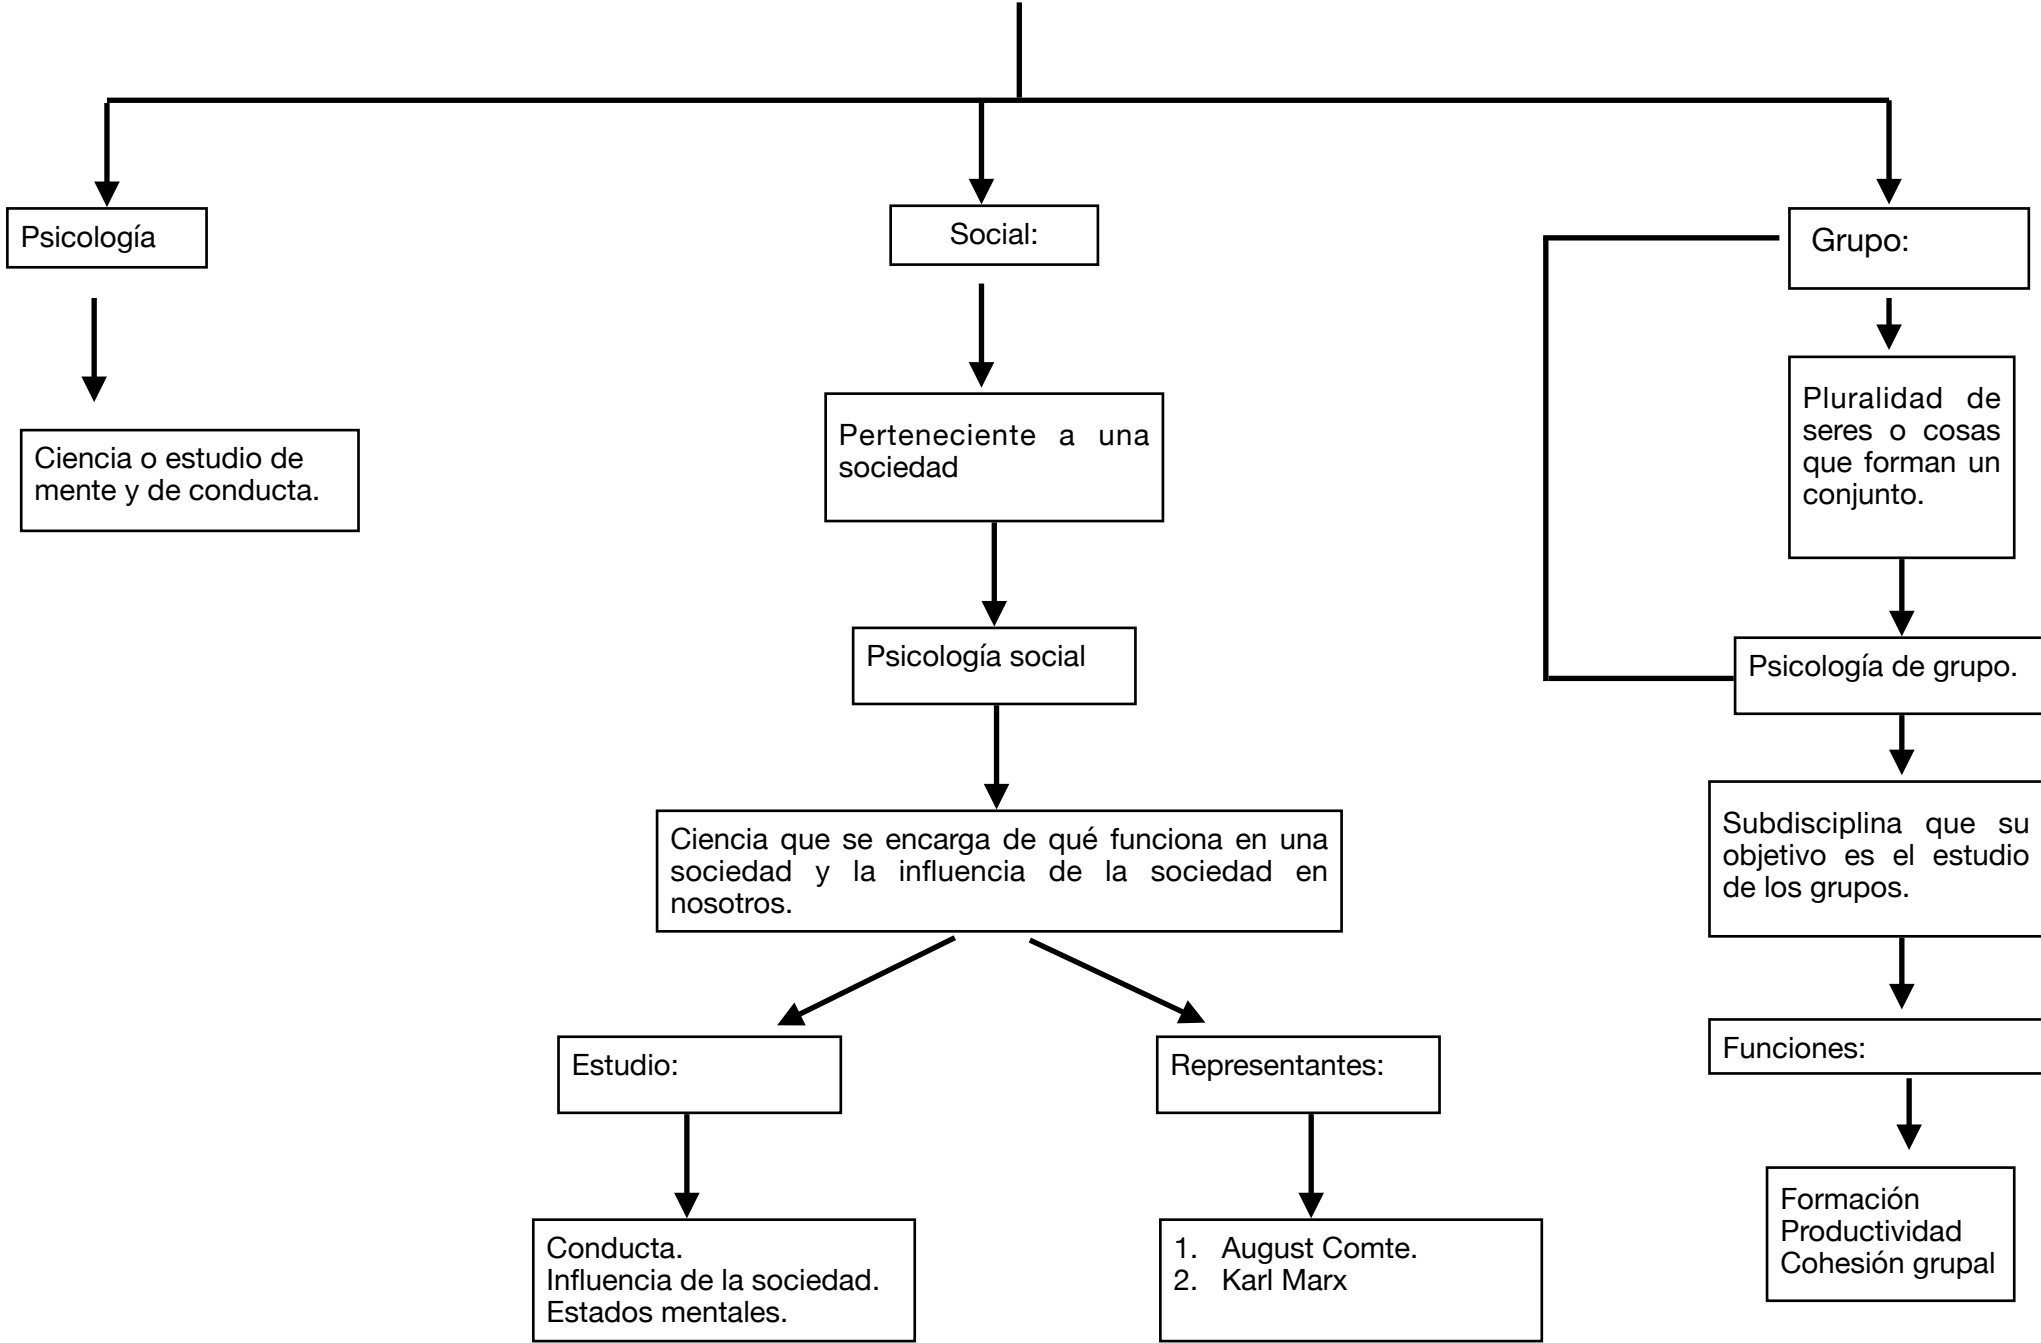 Psicología
Social:
Grupo:
Ciencia o estudio de
mente y de conducta.
Perteneciente a una
sociedad
Pluralidad de
seres o cosas
que forman un
conjunto.
Psicología social
Psicología de grupo.
Ciencia que se encarga de qué funciona en una
sociedad y la influencia de la sociedad en
nosotros.
Subdisciplina que su
objetivo es el estudio
de los grupos.
Estudio:
Representantes:
Funciones:
Conducta.
Influencia de la sociedad.
Estados mentales.
1. August Comte.
2. Karl Marx
Formación
Productividad
Cohesión grupal